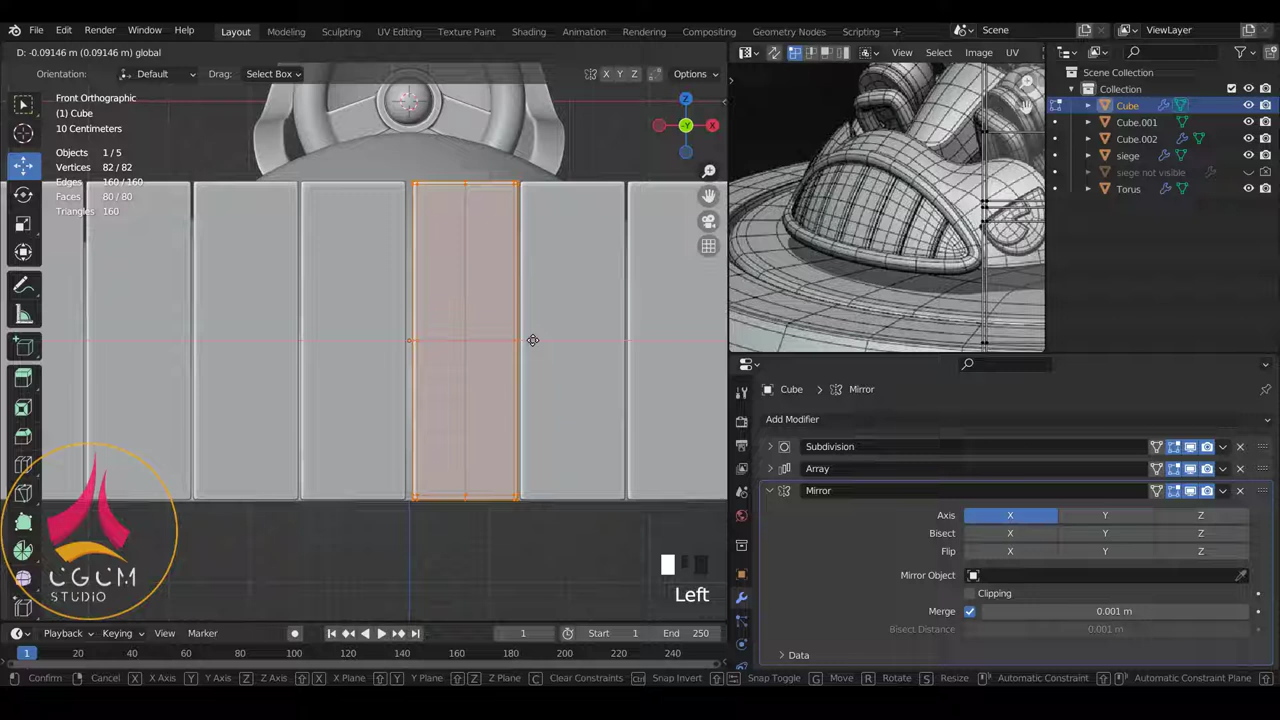 File Edit Render Window Help Layout Modeling Sculpting UV Editing Texture Paint Shading Animation Rendering Compositing Scripting + Scene ViewLayer
D: -0.09146 m (0.09146 m) global
View Select Image UV
Orientation: Default Drag: Select Box X Y Z Options
Front Orthographic
(1) Cube
10 Centimeters
Objects 1 / 5
Vertices 82 / 82
Edges 160 / 160
Faces 80 / 80
Triangles 160
Z
Y
X
Scene Collection
Collection
Cube
Cube.001
Cube.002
siege
siege not visible
Torus
Cube > Mirror
Add Modifier
Subdivision
Array
Mirror
Axis X Y Z
Bisect X Y Z
Flip X Y Z
Mirror Object
Clipping
Merge 0.001 m
Bisect Distance 0.001 m
Data
CGCM
STUDIO
Left
Playback Keying View Marker 1 Start 1 End 250
1 20 40 60 80 100 120 140 160 180 200 220 240
Confirm Cancel X X Axis Y Y Axis Z Z Axis X X Plane Y Y Plane Z Z Plane C Clear Constraints Ctrl Snap Invert Snap Toggle G Move R Rotate S Resize Automatic Constraint Automatic Constraint Plane